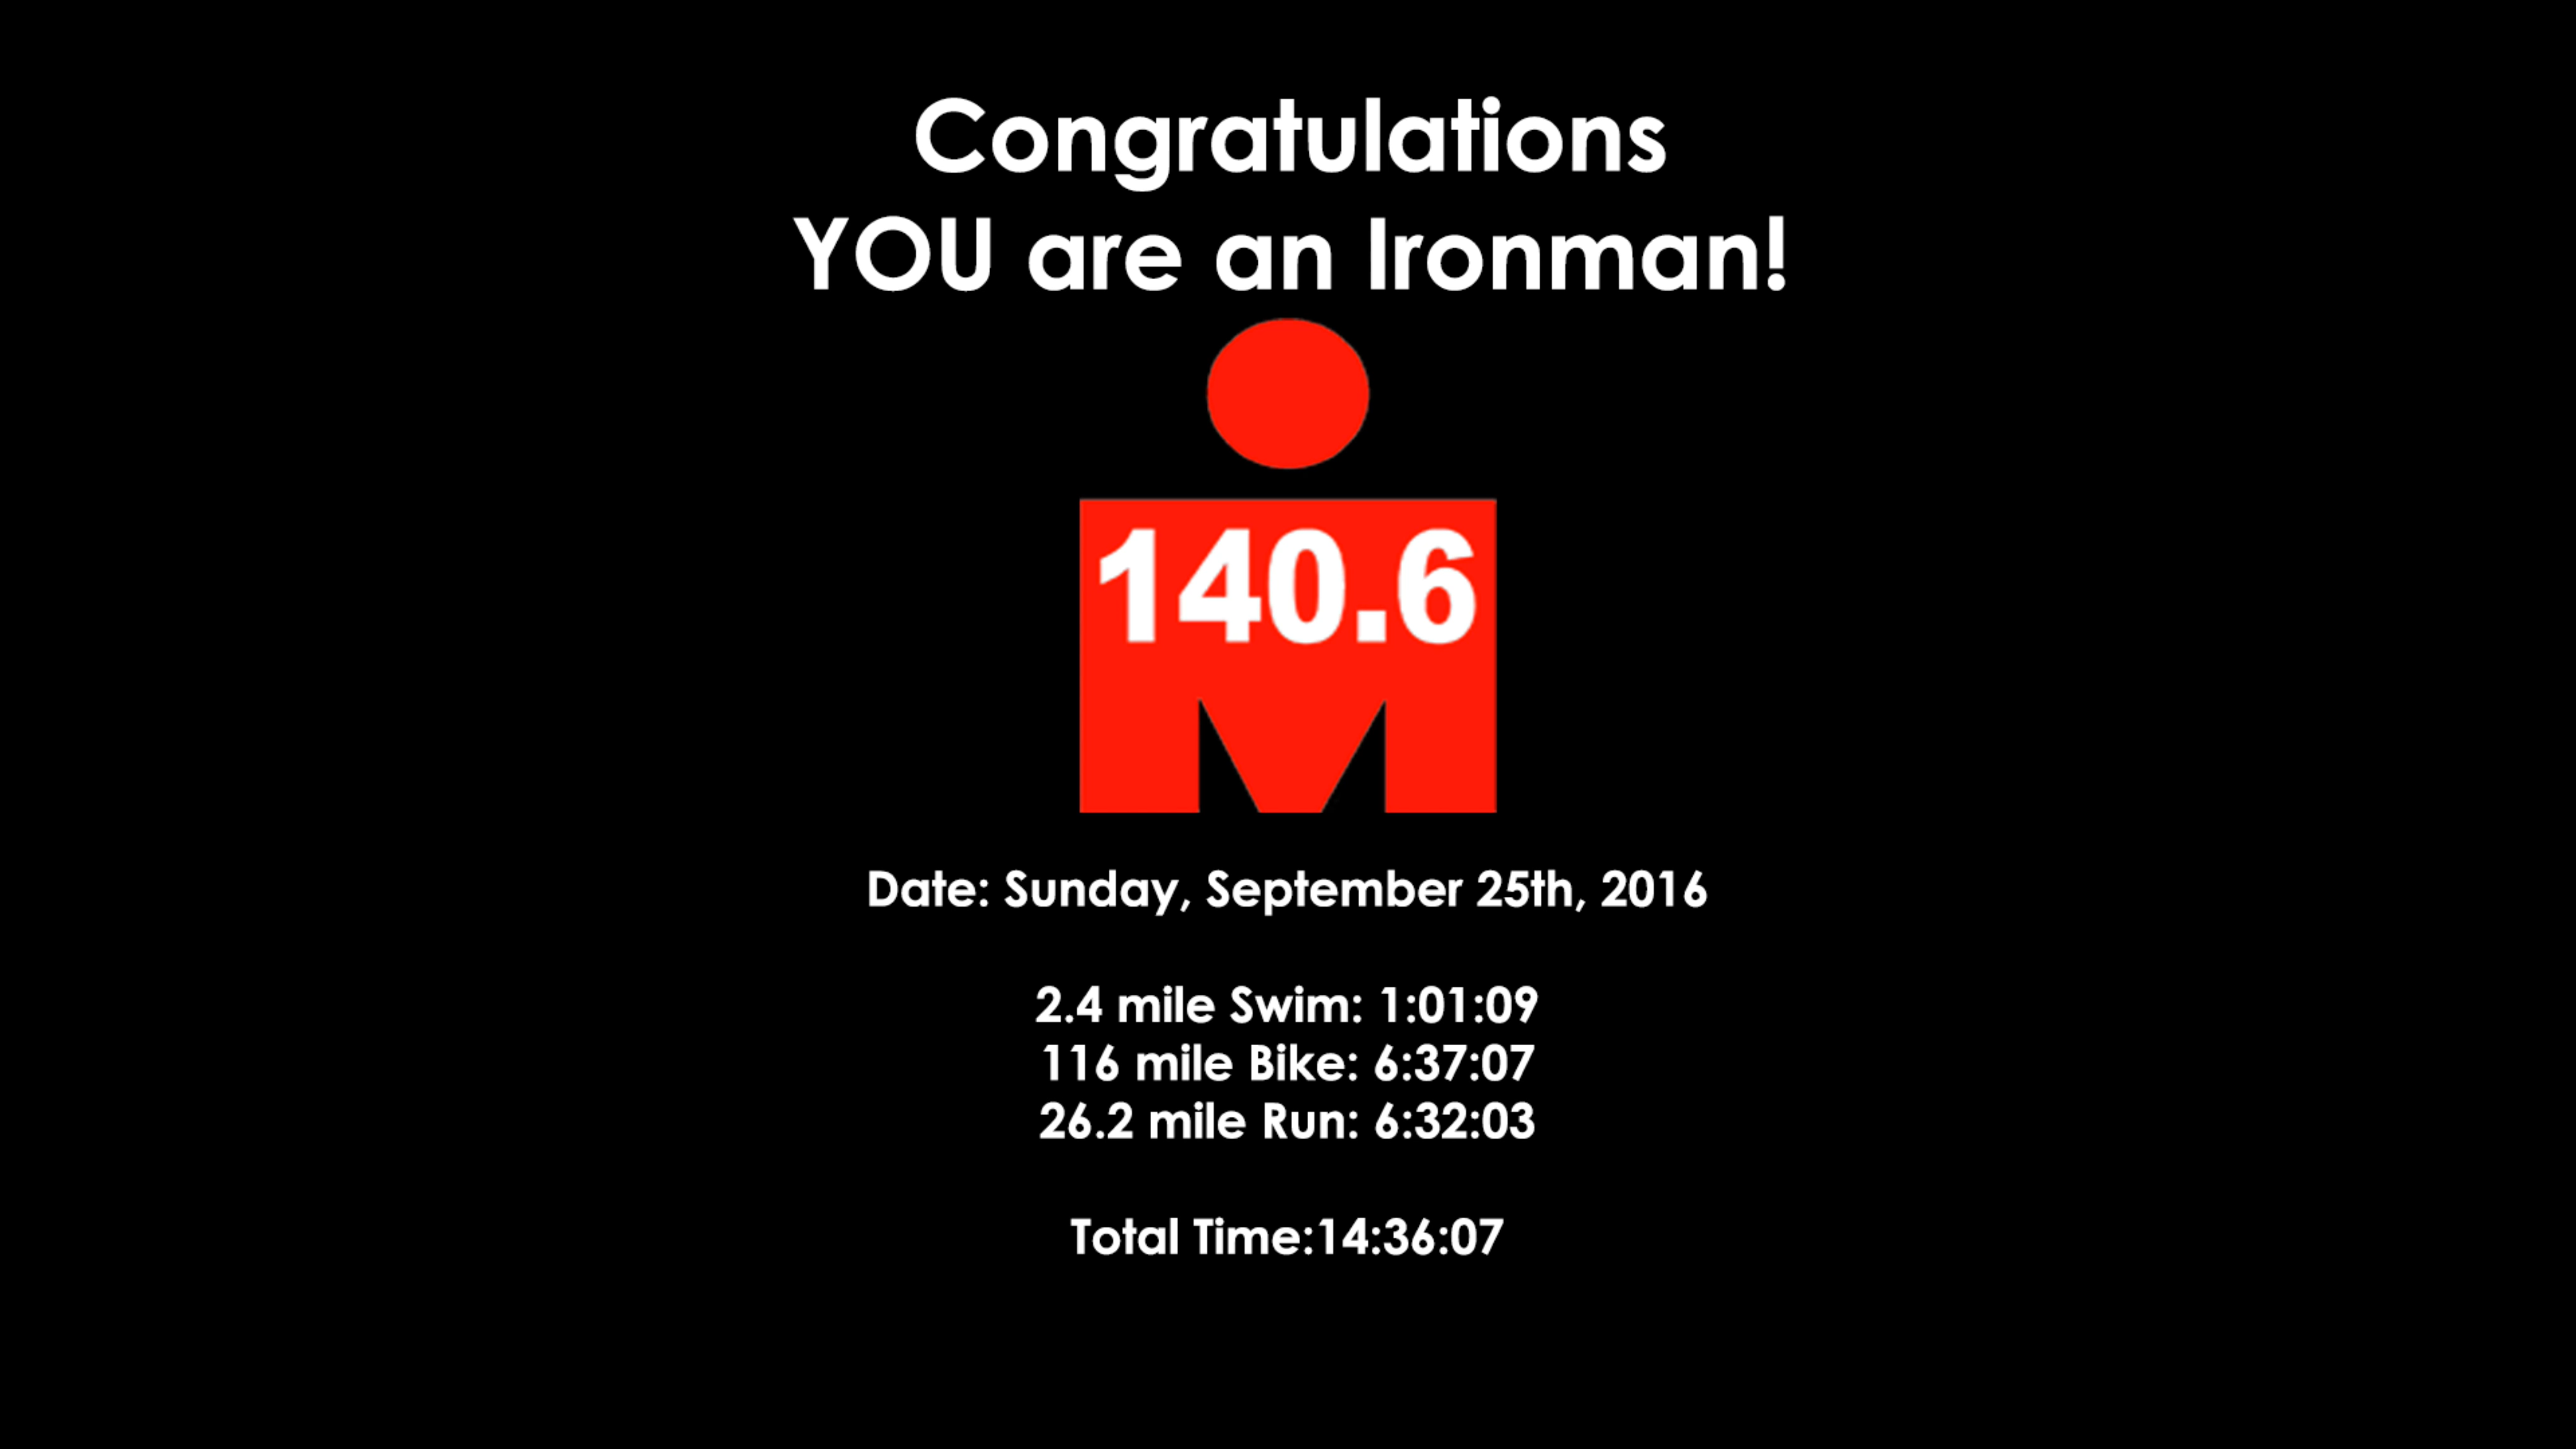 Congratulations
YOU are an Ironman!
140.6
Date: Sunday, September 25th, 2016
2.4 mile Swim: 1:01:09
116 mile Bike: 6:37:07
26.2 mile Run: 6:32:03
Total Time:14:36:07